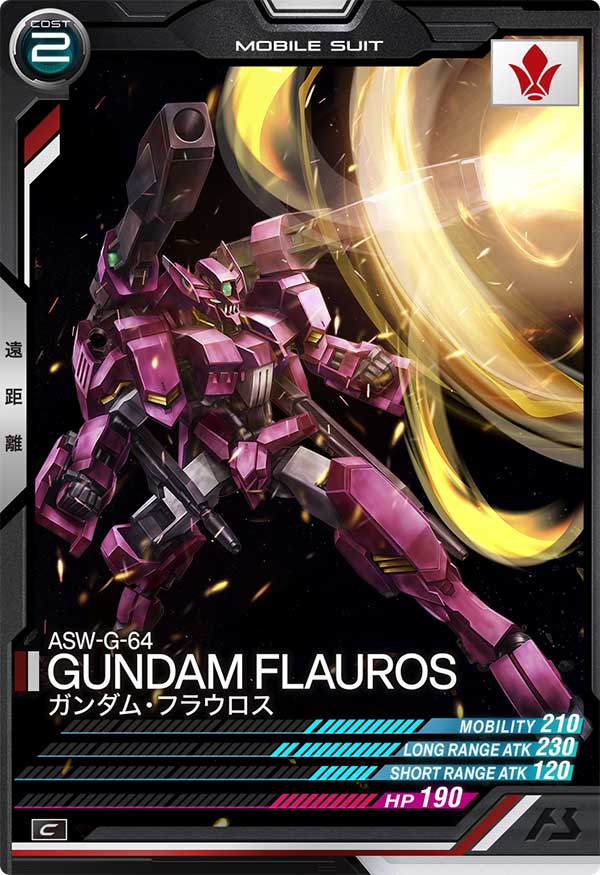 COST
2
MOBILE SUIT
遠距離
ASW-G-64
GUNDAM FLAUROS
ガンダム・フラウロス
MOBILITY 210
LONG RANGE ATK 230
SHORT RANGE ATK 120
HP 190
C